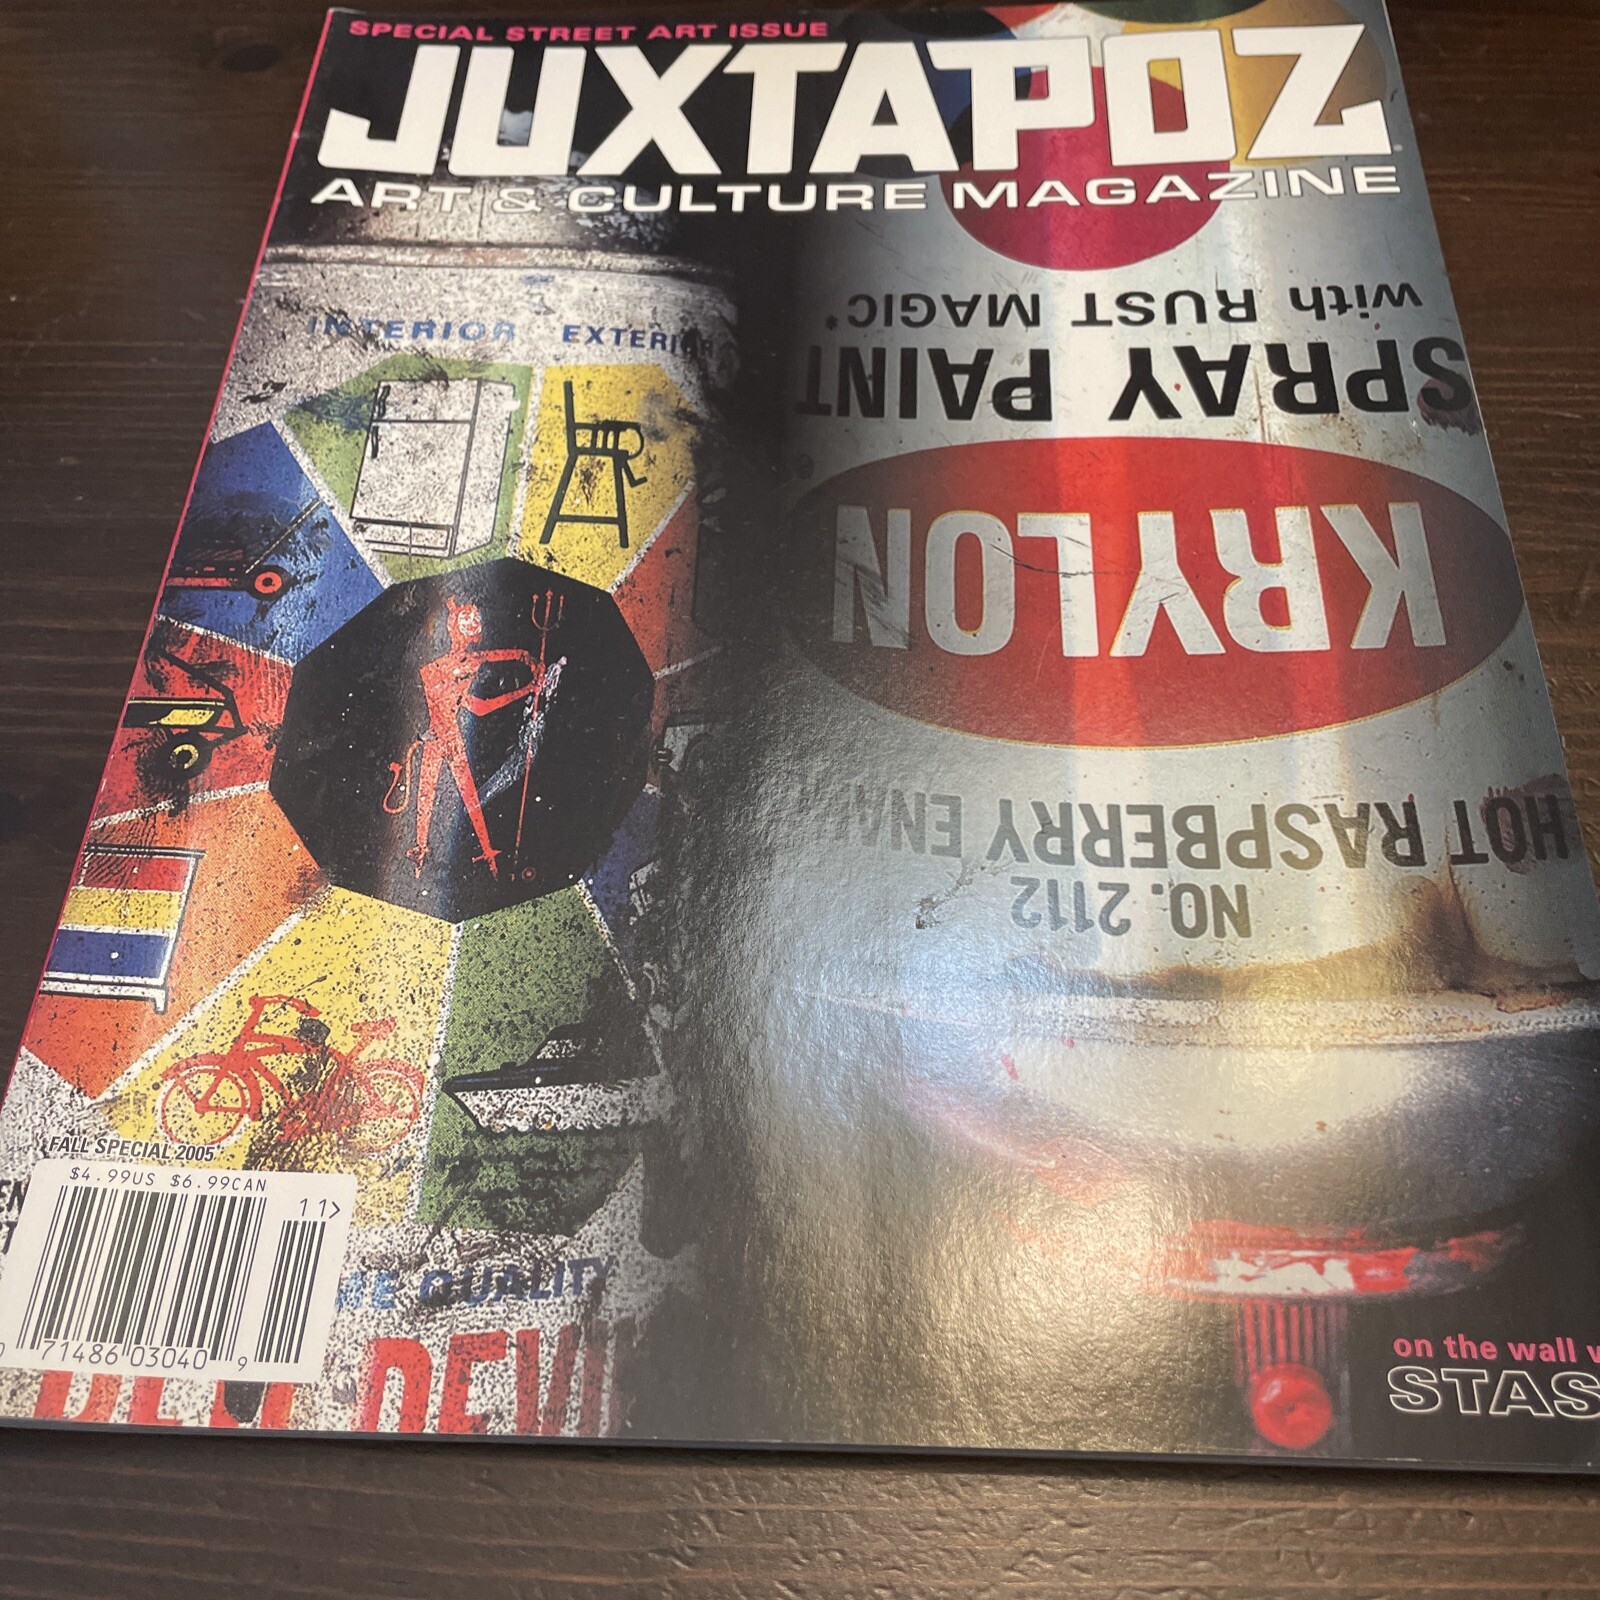 SPECIAL STREET ART ISSUE
JUXTAPOZ
ART & CULTURE MAGAZINE
with RUST MAGIC*
SPRAY PAINT
INTERIOR EXTERIOR
KRYLON
HOT RASPBERRY
NO. 2112
FALL SPECIAL 2005
$4.99US $6.99CAN
11>
0 71486 03040 9
QUALITY
on the wall
STAS